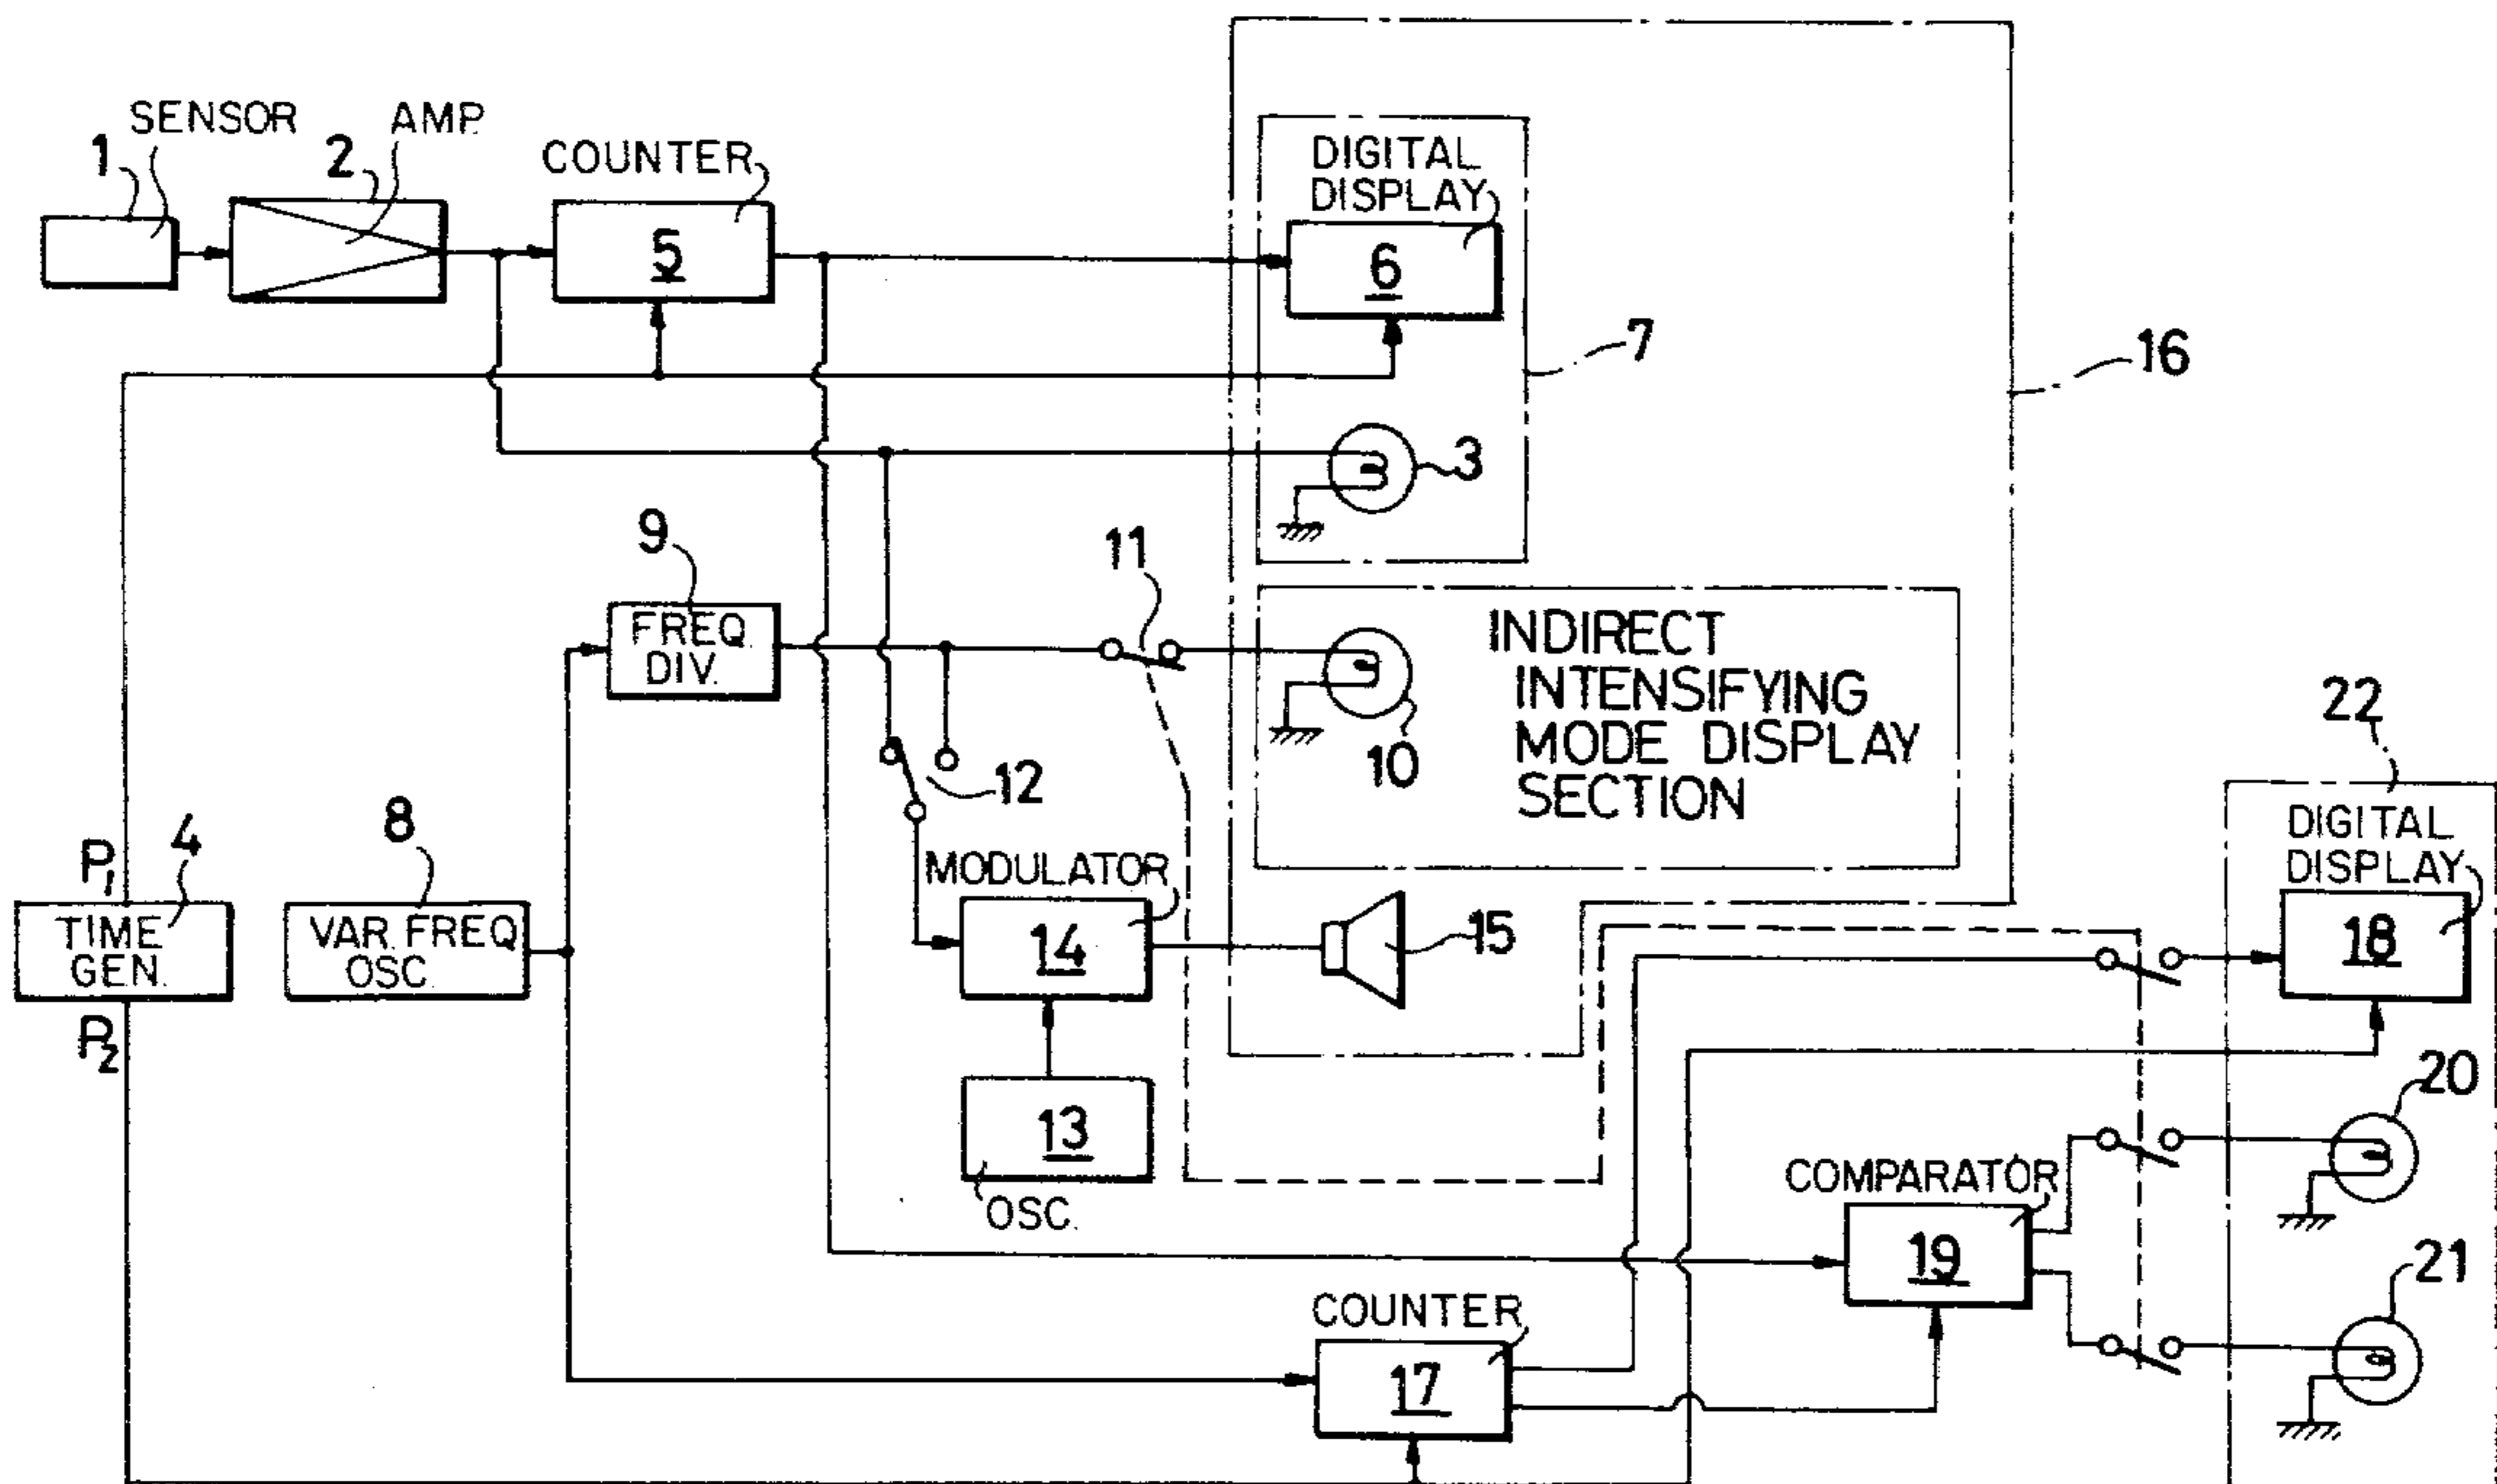 SENSOR
AMP
1
2
COUNTER
5
DIGITAL
DISPLAY
6
7
16
3
9
FREQ.
DIV.
11
INDIRECT
INTENSIFYING
MODE DISPLAY
SECTION
10
12
22
DIGITAL
DISPLAY
18
P1
4
TIME
GEN.
P2
8
VAR. FREQ
OSC
MODULATOR
14
15
13
OSC.
20
COMPARATOR
19
21
COUNTER
17